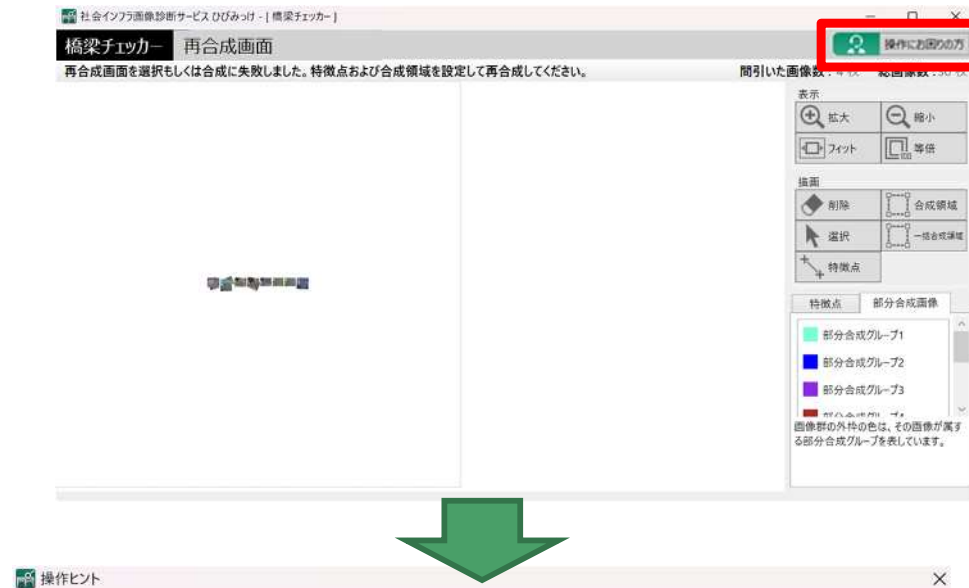 社会インフラ画像診断サービス ひびみっけ - [ 橋梁チェッカー ]
橋梁チェッカー 再合成画面
操作にお困りの方
再合成画面を選択もしくは合成に失敗しました。特徴点および合成領域を設定して再合成してください。
間引いた画像数 : 4 枚 総画像数 :
表示
拡大 縮小
フィット 等倍
描画
削除 合成領域
選択 一括合成領域
特徴点
特徴点 部分合成画像
部分合成グループ1
部分合成グループ2
部分合成グループ3
画像群の外枠の色は、その画像が属す
る部分合成グループを表しています。
操作ヒント